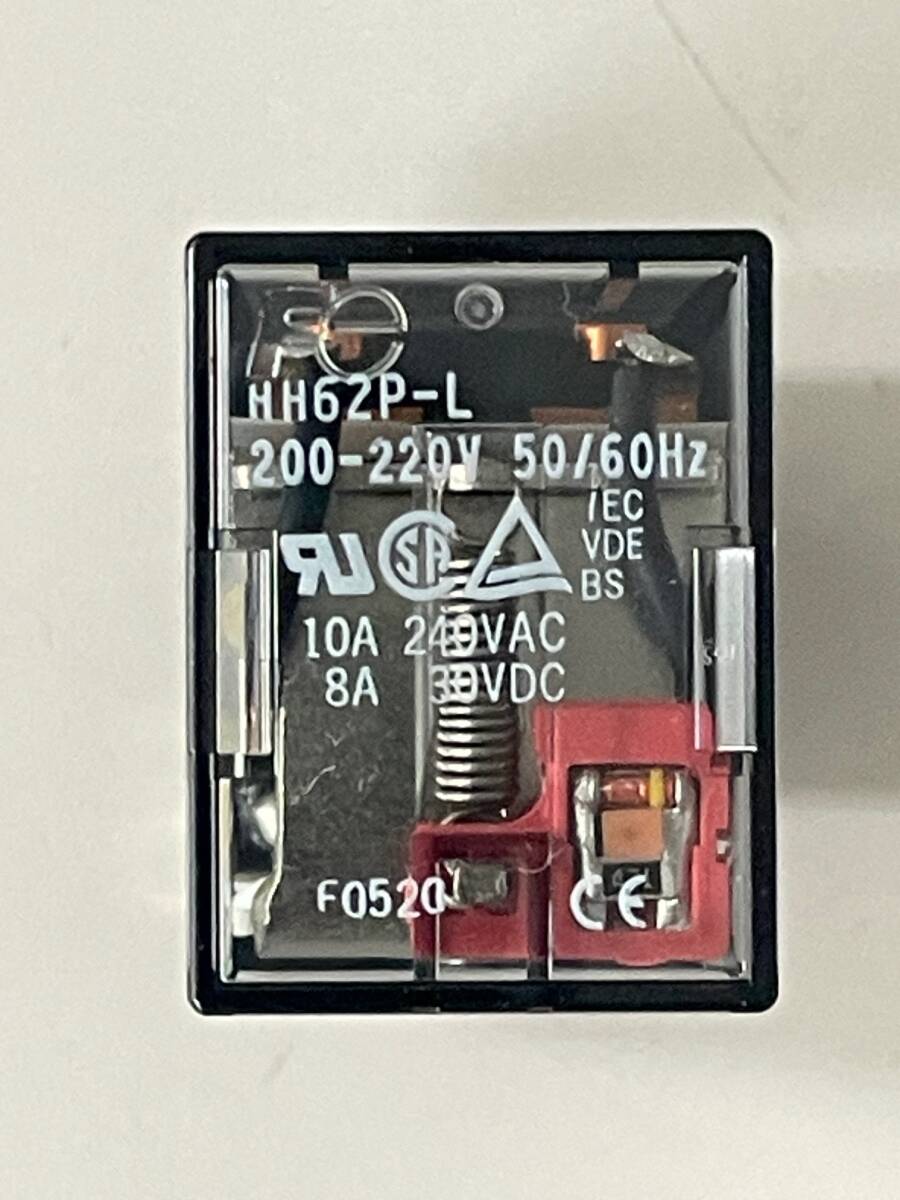 HH62P-L
200-220V 50/60Hz
IEC
VDE
BS
10A 240VAC
8A 30VDC
F0520
CE